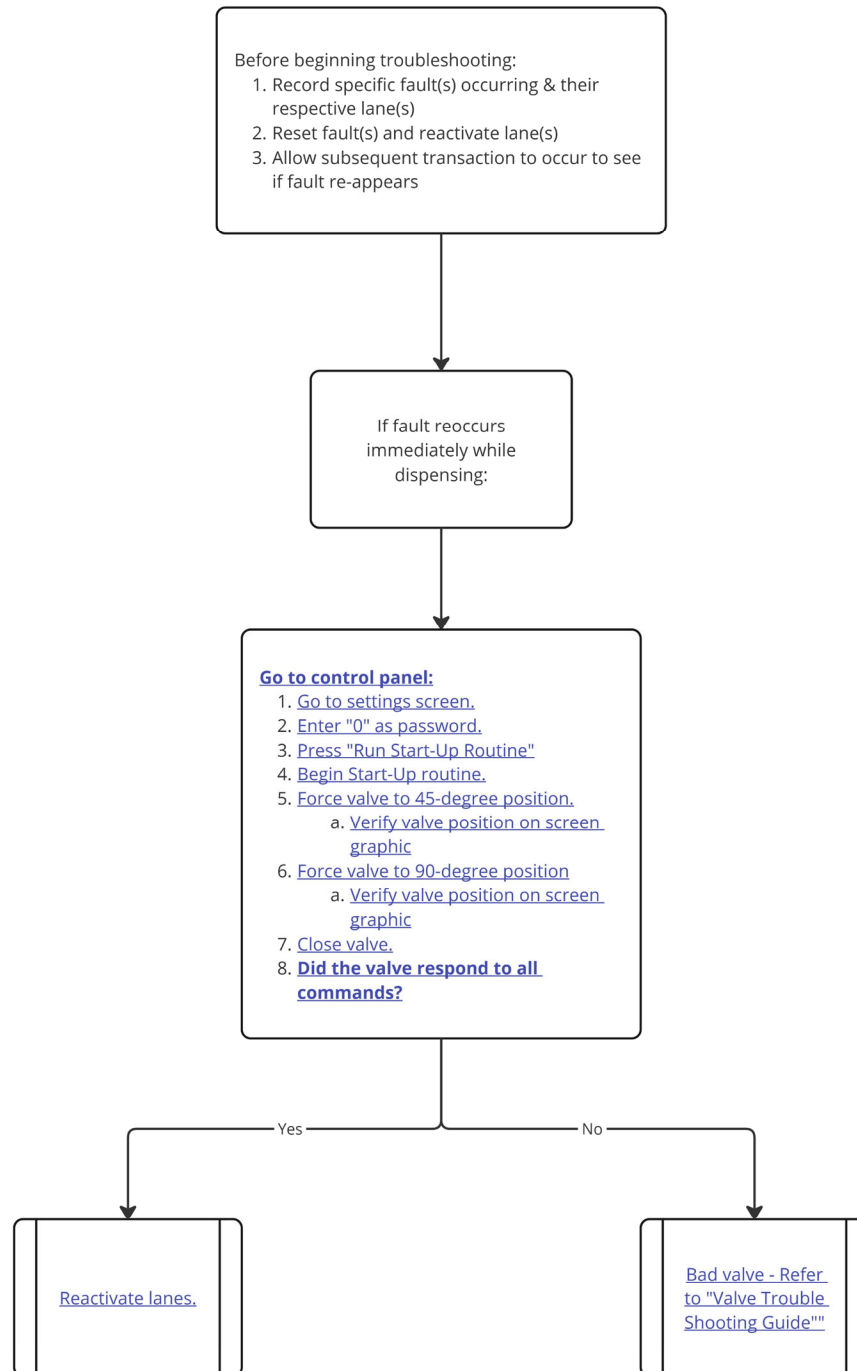 Before beginning troubleshooting:
1. Record specific fault(s) occurring & their
respective lane(s)
2. Reset fault(s) and reactivate lane(s)
3. Allow subsequent transaction to occur to see
if fault re-appears
If fault reoccurs
immediately while
dispensing:
Go to control panel:
1. Go to settings screen.
2. Enter "0" as password.
3. Press "Run Start-Up Routine"
4. Begin Start-Up routine.
5. Force valve to 45-degree position.
a. Verify valve position on screen
graphic
6. Force valve to 90-degree position
a. Verify valve position on screen
graphic
7. Close valve.
8. Did the valve respond to all
commands?
Yes
No
Reactivate lanes.
Bad valve - Refer
to "Valve Trouble
Shooting Guide""